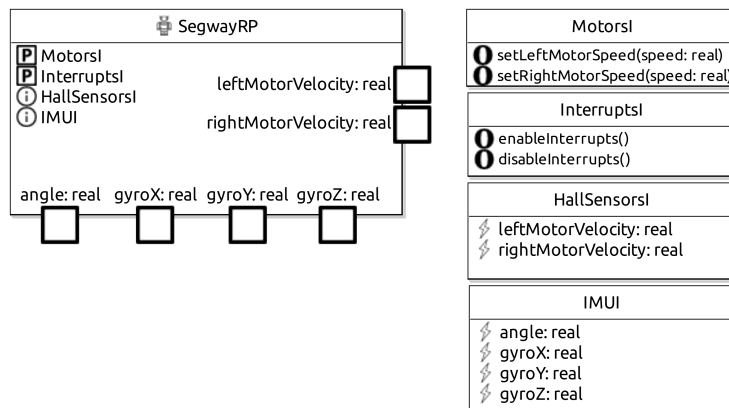 SegwayRP
P MotorsI
P InterruptsI
i HallSensorsI
i IMUI
leftMotorVelocity: real
rightMotorVelocity: real
angle: real gyroX: real gyroY: real gyroZ: real
MotorsI
O setLeftMotorSpeed(speed: real)
O setRightMotorSpeed(speed: real)
InterruptsI
O enableInterrupts()
O disableInterrupts()
HallSensorsI
leftMotorVelocity: real
rightMotorVelocity: real
IMUI
angle: real
gyroX: real
gyroY: real
gyroZ: real